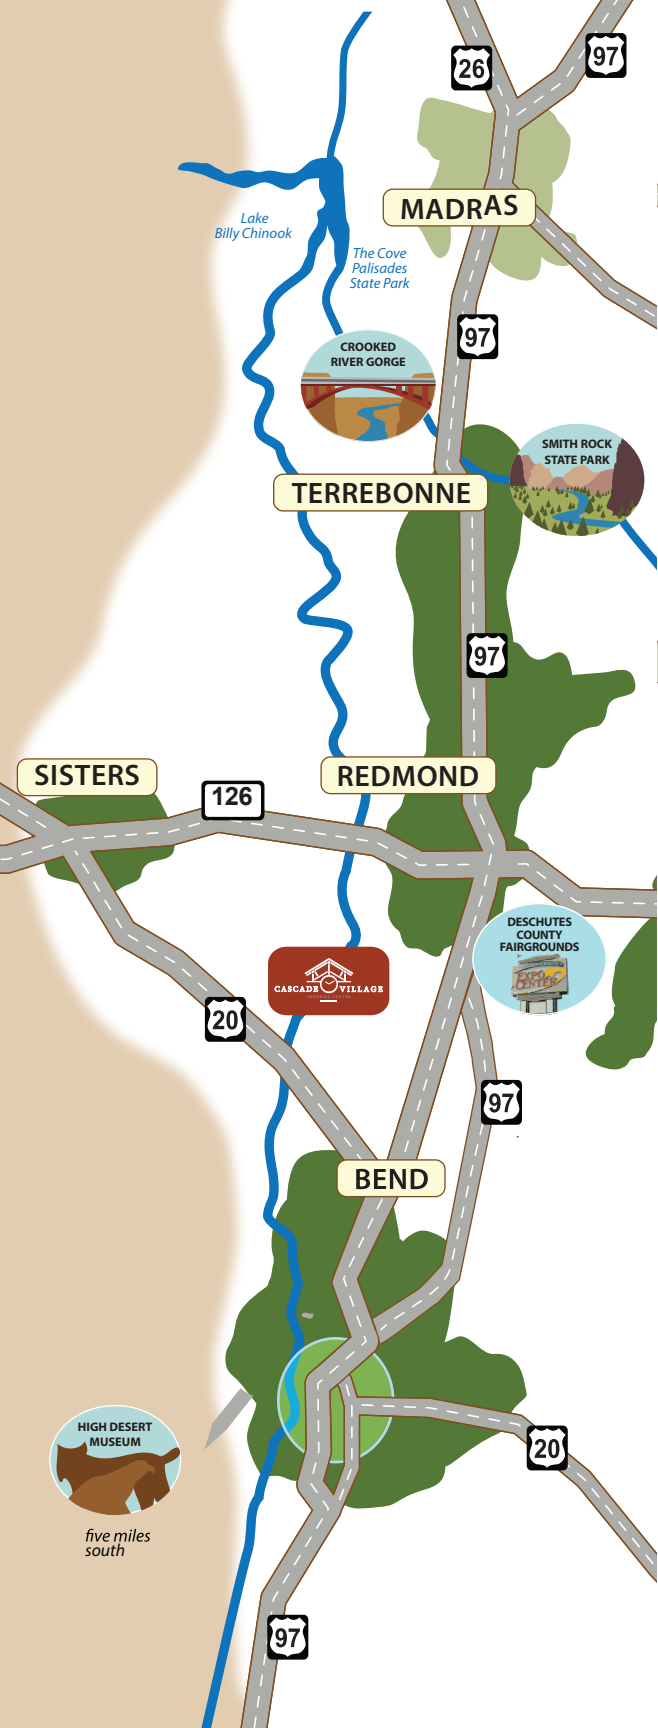 26
97
MADRAS
Lake
Billy Chinook
The Cove
Palisades
State Park
97
CROOKED
RIVER GORGE
SMITH ROCK
STATE PARK
TERREBONNE
97
SISTERS
REDMOND
126
DESCHUTES
COUNTY
FAIRGROUNDS
EXPO
CENTER
CASCADE VILLAGE
20
97
BEND
HIGH DESERT
MUSEUM
20
five miles
south
97